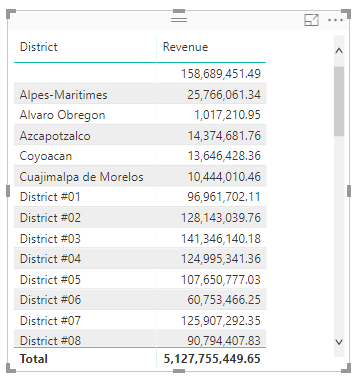 District Revenue
158,689,451.49
Alpes-Maritimes 25,766,061.34
Alvaro Obregon 1,017,210.95
Azcapotzalco 14,374,681.76
Coyoacan 13,646,428.36
Cuajimalpa de Morelos 10,444,010.46
District #01 96,961,702.11
District #02 128,143,039.76
District #03 141,346,140.18
District #04 124,995,341.36
District #05 107,650,777.03
District #06 60,753,466.25
District #07 125,907,292.35
District #08 90,794,407.83
Total 5,127,755,449.65